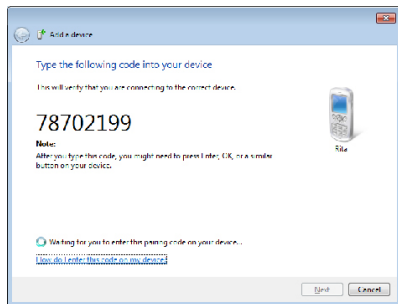 Add a device
Type the following code into your device
This will verify that you are connecting to the correct device.
78702199
Note:
After you type this code, you might need to press Enter, OK, or a similar
button on your device.
Rita
Waiting for you to enter this pairing code on your device...
How do I enter this code on my device?
Next
Cancel